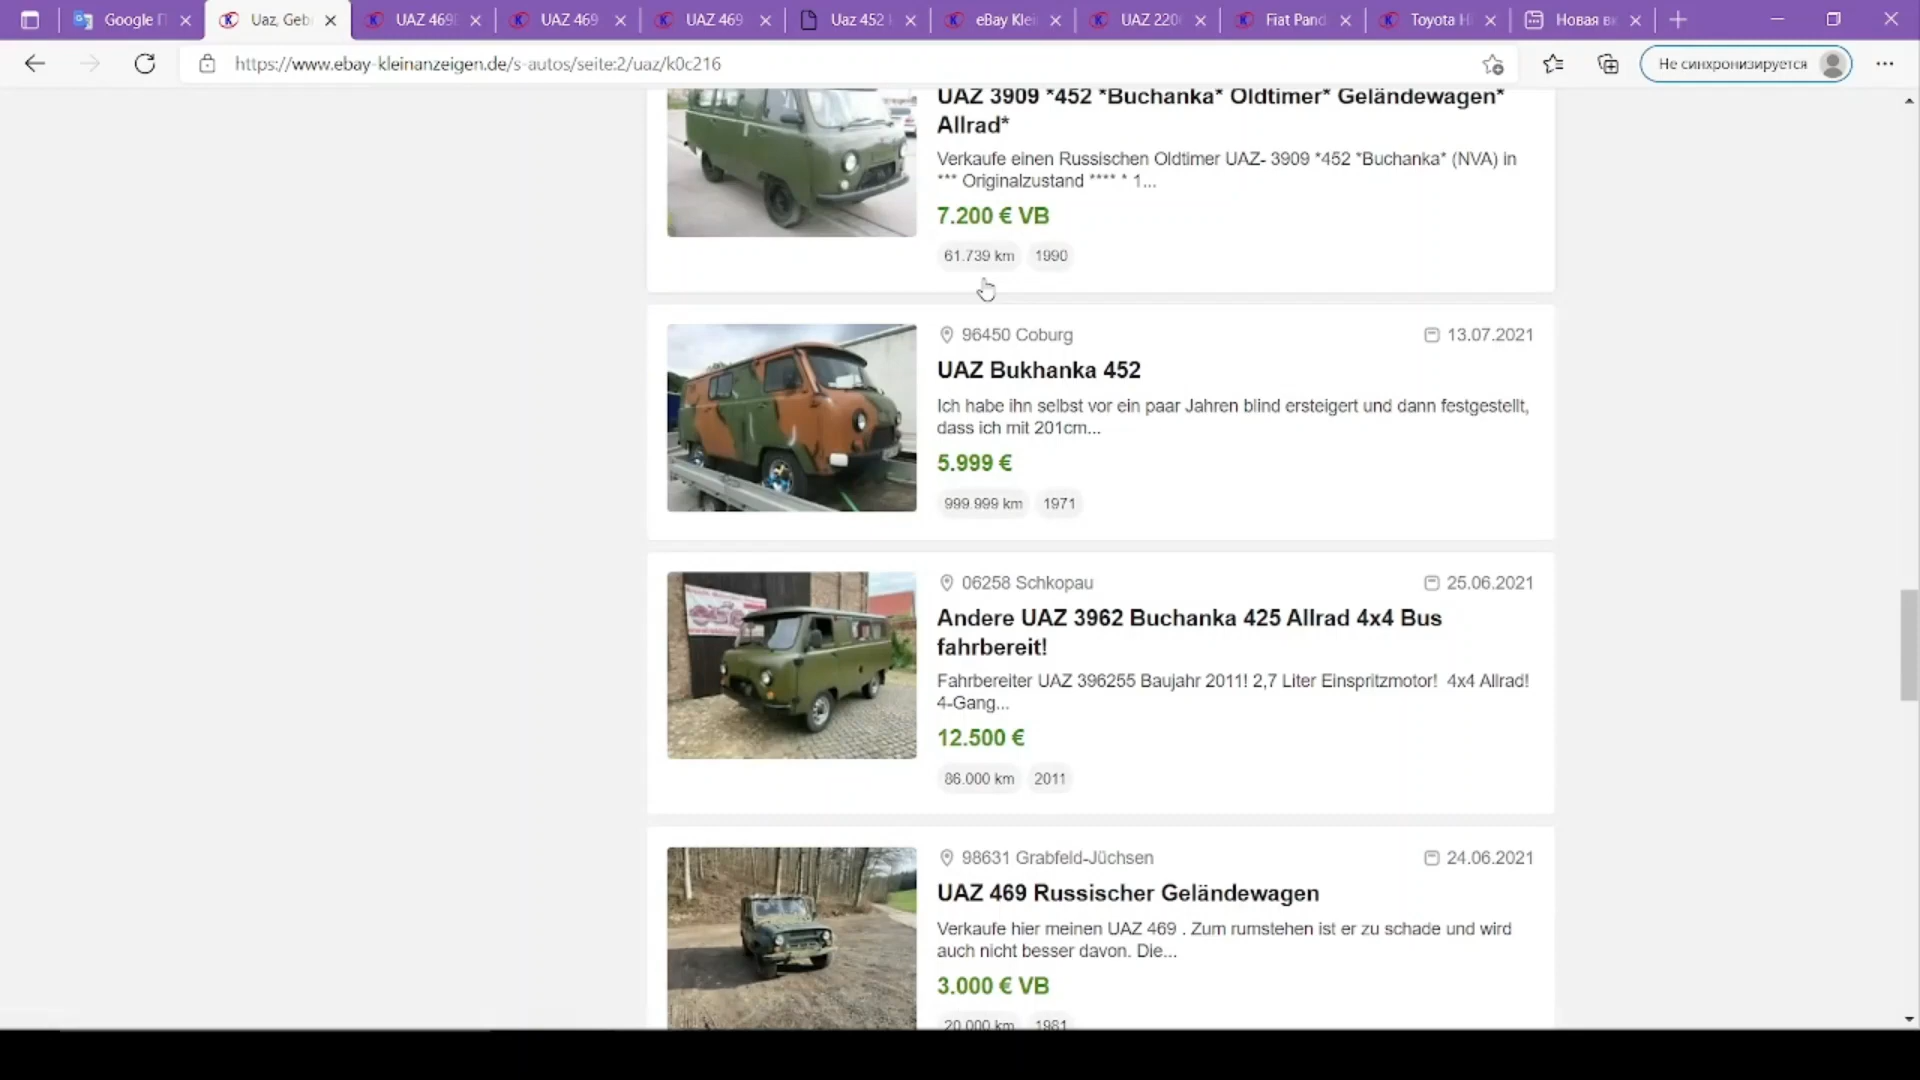 Google П
Uaz, Geb
UAZ 469
UAZ 469
UAZ 469
Uaz 452
eBay Klei
UAZ 220
Fiat Pand
Toyota H
Новая в
https://www.ebay-kleinanzeigen.de/s-autos/seite:2/uaz/k0c216
Не синхронизируется
UAZ 3909 *452 *Buchanka* Oldtimer* Geländewagen*
Allrad*
Verkaufe einen Russischen Oldtimer UAZ- 3909 *452 *Buchanka* (NVA) in
*** Originalzustand **** * 1...
7.200 € VB
61.739 km 1990
96450 Coburg 13.07.2021
UAZ Bukhanka 452
Ich habe ihn selbst vor ein paar Jahren blind ersteigert und dann festgestellt,
dass ich mit 201cm...
5.999 €
999.999 km 1971
06258 Schkopau 25.06.2021
Andere UAZ 3962 Buchanka 425 Allrad 4x4 Bus
fahrbereit!
Fahrbereiter UAZ 396255 Baujahr 2011! 2,7 Liter Einspritzmotor! 4x4 Allrad!
4-Gang...
12.500 €
86.000 km 2011
98631 Grabfeld-Jüchsen 24.06.2021
UAZ 469 Russischer Geländewagen
Verkaufe hier meinen UAZ 469 . Zum rumstehen ist er zu schade und wird
auch nicht besser davon. Die...
3.000 € VB
20.000 km 1981